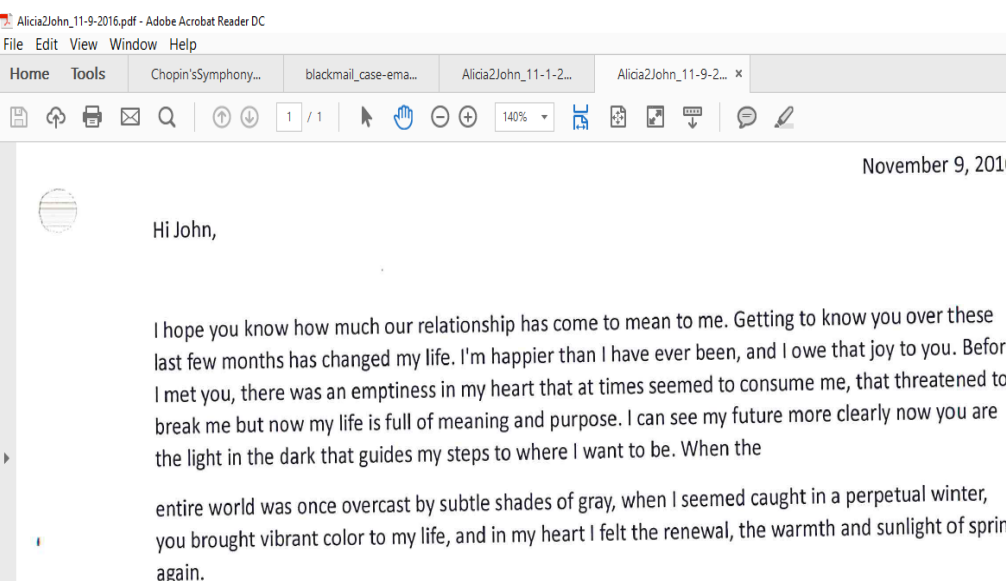 Alicia2John_11-9-2016.pdf - Adobe Acrobat Reader DC
File Edit View Window Help
Home Tools Chopin'sSymphony... blackmail_case-ema... Alicia2John_11-1-2... Alicia2John_11-9-2... ×
1 / 1 140%
November 9, 201
Hi John,
I hope you know how much our relationship has come to mean to me. Getting to know you over these
last few months has changed my life. I'm happier than I have ever been, and I owe that joy to you. Befor
I met you, there was an emptiness in my heart that at times seemed to consume me, that threatened to
break me but now my life is full of meaning and purpose. I can see my future more clearly now you are
the light in the dark that guides my steps to where I want to be. When the
entire world was once overcast by subtle shades of gray, when I seemed caught in a perpetual winter,
you brought vibrant color to my life, and in my heart I felt the renewal, the warmth and sunlight of sprin
again.